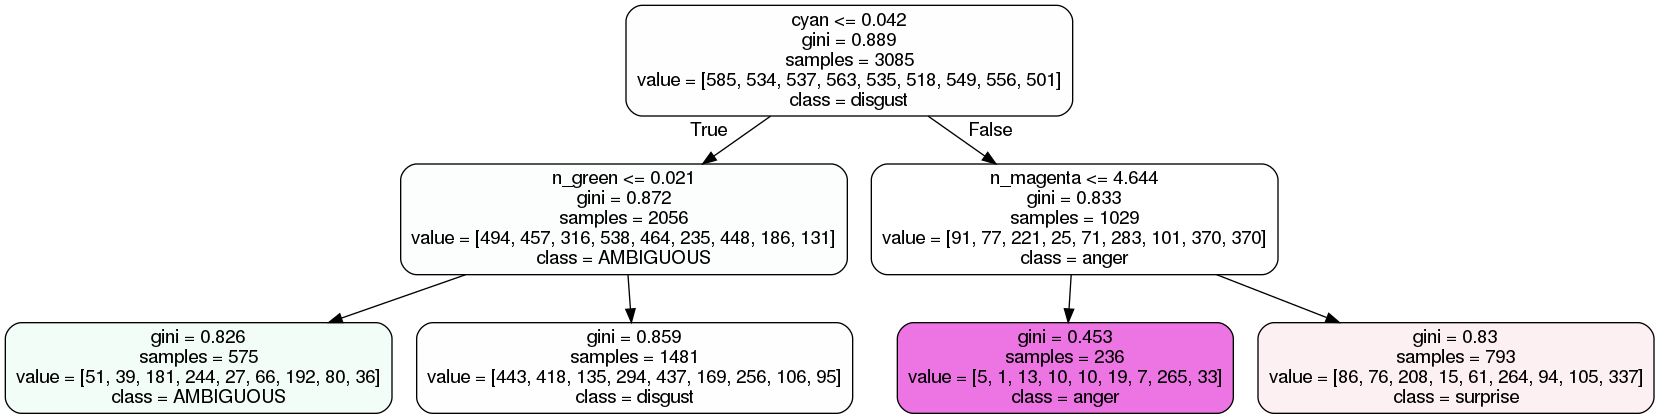 cyan <= 0.042
gini = 0.889
samples = 3085
value = [585, 534, 537, 563, 535, 518, 549, 556, 501]
class = disgust
True
False
n_green <= 0.021
gini = 0.872
samples = 2056
value = [494, 457, 316, 538, 464, 235, 448, 186, 131]
class = AMBIGUOUS
n_magenta <= 4.644
gini = 0.833
samples = 1029
value = [91, 77, 221, 25, 71, 283, 101, 370, 370]
class = anger
gini = 0.826
samples = 575
value = [51, 39, 181, 244, 27, 66, 192, 80, 36]
class = AMBIGUOUS
gini = 0.859
samples = 1481
value = [443, 418, 135, 294, 437, 169, 256, 106, 95]
class = disgust
gini = 0.453
samples = 236
value = [5, 1, 13, 10, 10, 19, 7, 265, 33]
class = anger
gini = 0.83
samples = 793
value = [86, 76, 208, 15, 61, 264, 94, 105, 337]
class = surprise